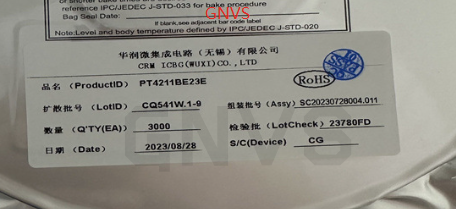 reference IPC/JEDEC J-STD-033 for bake procedure
GNVS
Bag Seal Date:
If blank,see adjacent bar code label
Note:Level and body temperature defined by IPC/JEDEC J-STD-020
华润微集成电路（无锡）有限公司
CRM ICBG(WUXI)CO.,LTD
品名（ProductID） PT4211BE23E
RoHS
扩散批号（LotID） CQ541W.1-9
组装批号(Assy) SC20230728004.011
数量（Q'TY(EA)） 3000
检验批(LotCheck) 23780FD
日期（Date） 2023/08/28
S/C(Device) CG
GNVS